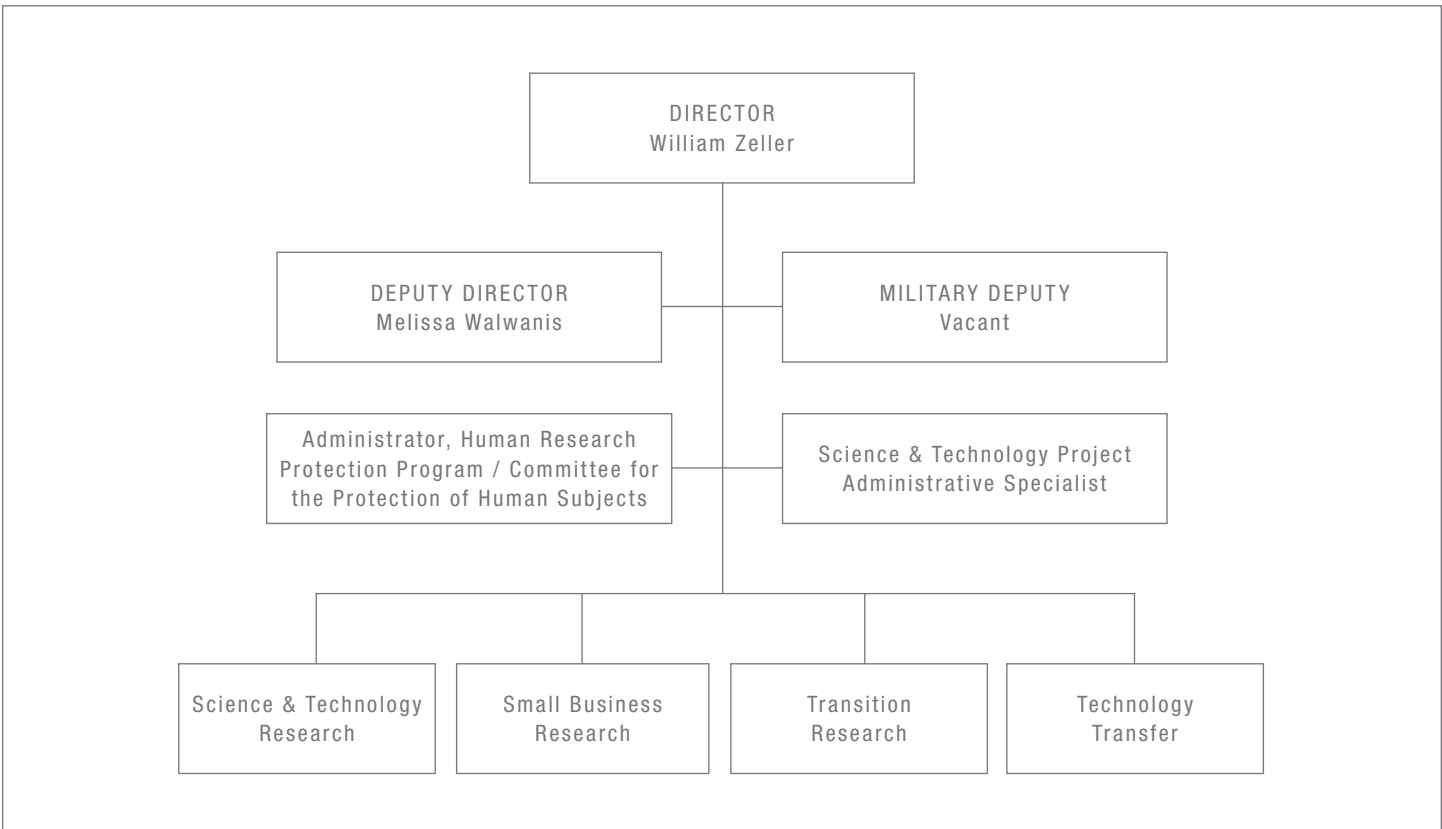 DIRECTOR
William Zeller
DEPUTY DIRECTOR
Melissa Walwanis
MILITARY DEPUTY
Vacant
Administrator, Human Research
Protection Program / Committee for
the Protection of Human Subjects
Science & Technology Project
Administrative Specialist
Science & Technology
Research
Small Business
Research
Transition
Research
Technology
Transfer